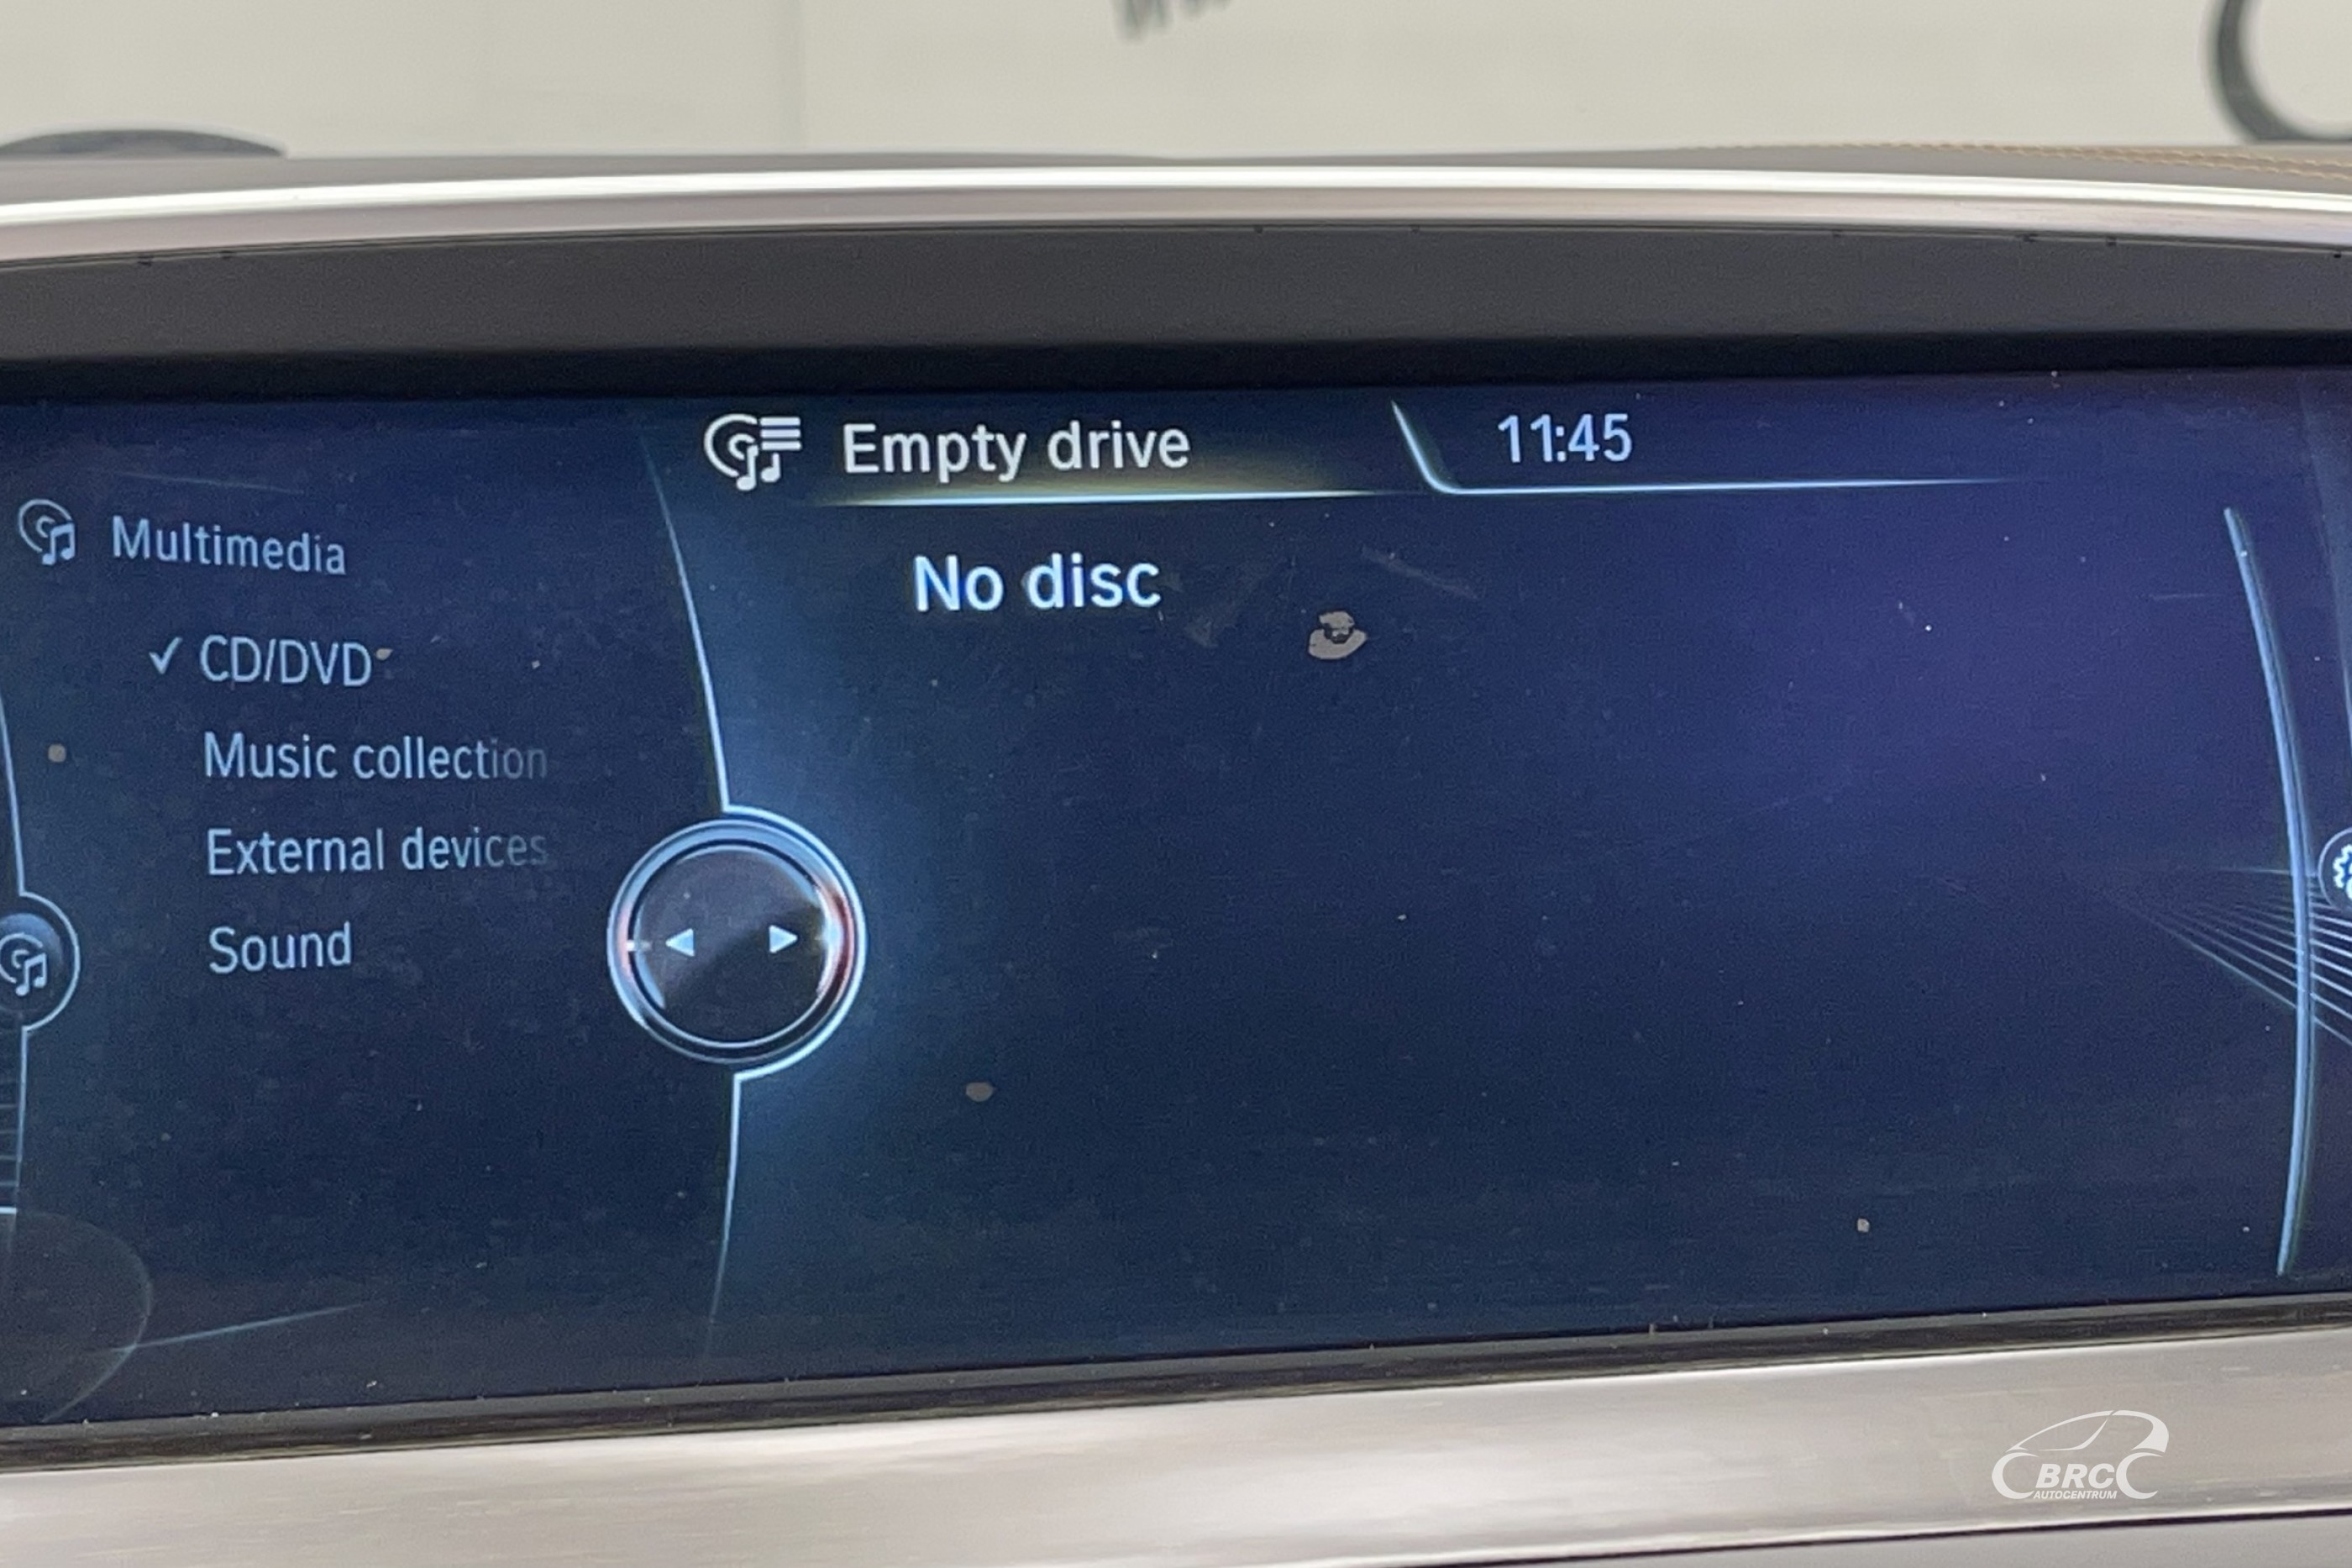 Empty drive
11:45
Multimedia
No disc
✓ CD/DVD
Music collection
External devices
Sound
BRC
AUTOCENTRUM